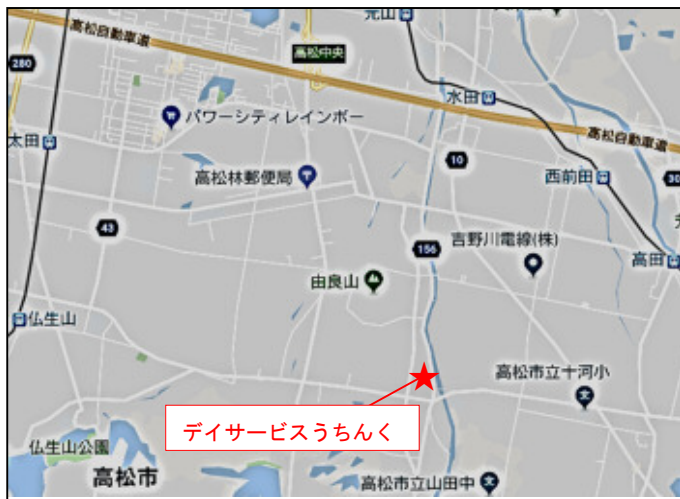 元山
高松自動車道
高松中央
280
水田
パワーシティレインボー
高松自動車道
太田
10
高松林郵便局
西前田
30
43
156
吉野川電線(株)
高田
由良山
仏生山
高松市立十河小
デイサービスうちんく
仏生山公園
高松市
高松市立山田中